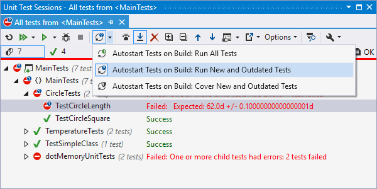 Unit Test Sessions - All tests from <MainTests>
All tests from <MainTests>
Options
7
4
OK
Autostart Tests on Build: Run All Tests
Autostart Tests on Build: Run New and Outdated Tests
Autostart Tests on Build: Cover New and Outdated Tests
MainTests (7 tests)
MainTests
CircleTests
TestCircleLength Failed: Expected: 62.0d +/- 0.10000000000000001d
TestCircleSquare Success
TemperatureTests (2 tests) Success
TestSimpleClass (1 test) Success
dotMemoryUnitTests Failed: One or more child tests had errors: 2 tests failed